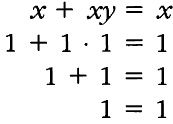 x + xy = x
1 + 1 · 1 = 1
1 + 1 = 1
1 = 1